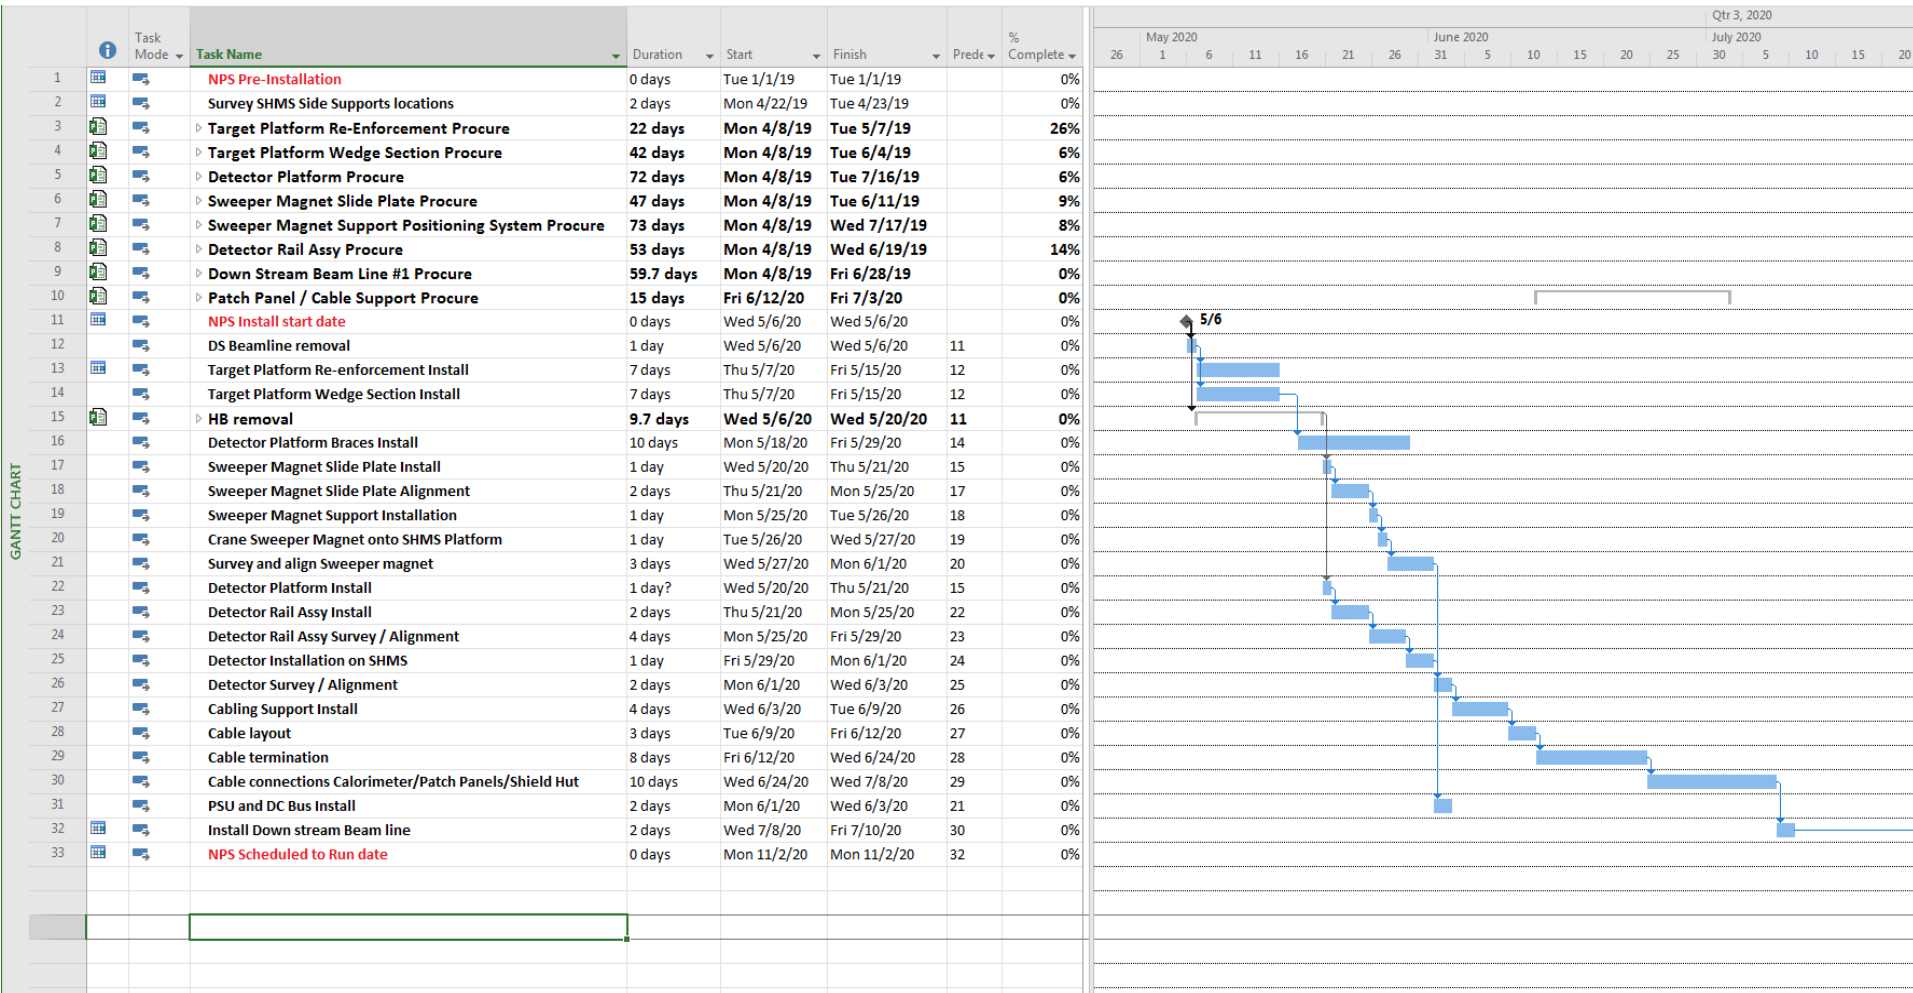 Qtr 3, 2020
May 2020 June 2020 July 2020
Task Mode Task Name Duration Start Finish Prede % Complete 26 1 6 11 16 21 26 31 5 10 15 20 25 30 5 10 15 20
1 NPS Pre-Installation 0 days Tue 1/1/19 Tue 1/1/19 0%
2 Survey SHMS Side Supports locations 2 days Mon 4/22/19 Tue 4/23/19 0%
3 Target Platform Re-Enforcement Procure 22 days Mon 4/8/19 Tue 5/7/19 26%
4 Target Platform Wedge Section Procure 42 days Mon 4/8/19 Tue 6/4/19 6%
5 Detector Platform Procure 72 days Mon 4/8/19 Tue 7/16/19 6%
6 Sweeper Magnet Slide Plate Procure 47 days Mon 4/8/19 Tue 6/11/19 9%
7 Sweeper Magnet Support Positioning System Procure 73 days Mon 4/8/19 Wed 7/17/19 8%
8 Detector Rail Assy Procure 53 days Mon 4/8/19 Wed 6/19/19 14%
9 Down Stream Beam Line #1 Procure 59.7 days Mon 4/8/19 Fri 6/28/19 0%
10 Patch Panel / Cable Support Procure 15 days Fri 6/12/20 Fri 7/3/20 0%
11 NPS Install start date 0 days Wed 5/6/20 Wed 5/6/20 0% 5/6
12 DS Beamline removal 1 day Wed 5/6/20 Wed 5/6/20 11 0%
13 Target Platform Re-enforcement Install 7 days Thu 5/7/20 Fri 5/15/20 12 0%
14 Target Platform Wedge Section Install 7 days Thu 5/7/20 Fri 5/15/20 12 0%
15 HB removal 9.7 days Wed 5/6/20 Wed 5/20/20 11 0%
16 Detector Platform Braces Install 10 days Mon 5/18/20 Fri 5/29/20 14 0%
17 Sweeper Magnet Slide Plate Install 1 day Wed 5/20/20 Thu 5/21/20 15 0%
18 Sweeper Magnet Slide Plate Alignment 2 days Thu 5/21/20 Mon 5/25/20 17 0%
19 Sweeper Magnet Support Installation 1 day Mon 5/25/20 Tue 5/26/20 18 0%
20 Crane Sweeper Magnet onto SHMS Platform 1 day Tue 5/26/20 Wed 5/27/20 19 0%
21 Survey and align Sweeper magnet 3 days Wed 5/27/20 Mon 6/1/20 20 0%
22 Detector Platform Install 1 day? Wed 5/20/20 Thu 5/21/20 15 0%
23 Detector Rail Assy Install 2 days Thu 5/21/20 Mon 5/25/20 22 0%
24 Detector Rail Assy Survey / Alignment 4 days Mon 5/25/20 Fri 5/29/20 23 0%
25 Detector Installation on SHMS 1 day Fri 5/29/20 Mon 6/1/20 24 0%
26 Detector Survey / Alignment 2 days Mon 6/1/20 Wed 6/3/20 25 0%
27 Cabling Support Install 4 days Wed 6/3/20 Tue 6/9/20 26 0%
28 Cable layout 3 days Tue 6/9/20 Fri 6/12/20 27 0%
29 Cable termination 8 days Fri 6/12/20 Wed 6/24/20 28 0%
30 Cable connections Calorimeter/Patch Panels/Shield Hut 10 days Wed 6/24/20 Wed 7/8/20 29 0%
31 PSU and DC Bus Install 2 days Mon 6/1/20 Wed 6/3/20 21 0%
32 Install Down stream Beam line 2 days Wed 7/8/20 Fri 7/10/20 30 0%
33 NPS Scheduled to Run date 0 days Mon 11/2/20 Mon 11/2/20 32 0%
GANTT CHART